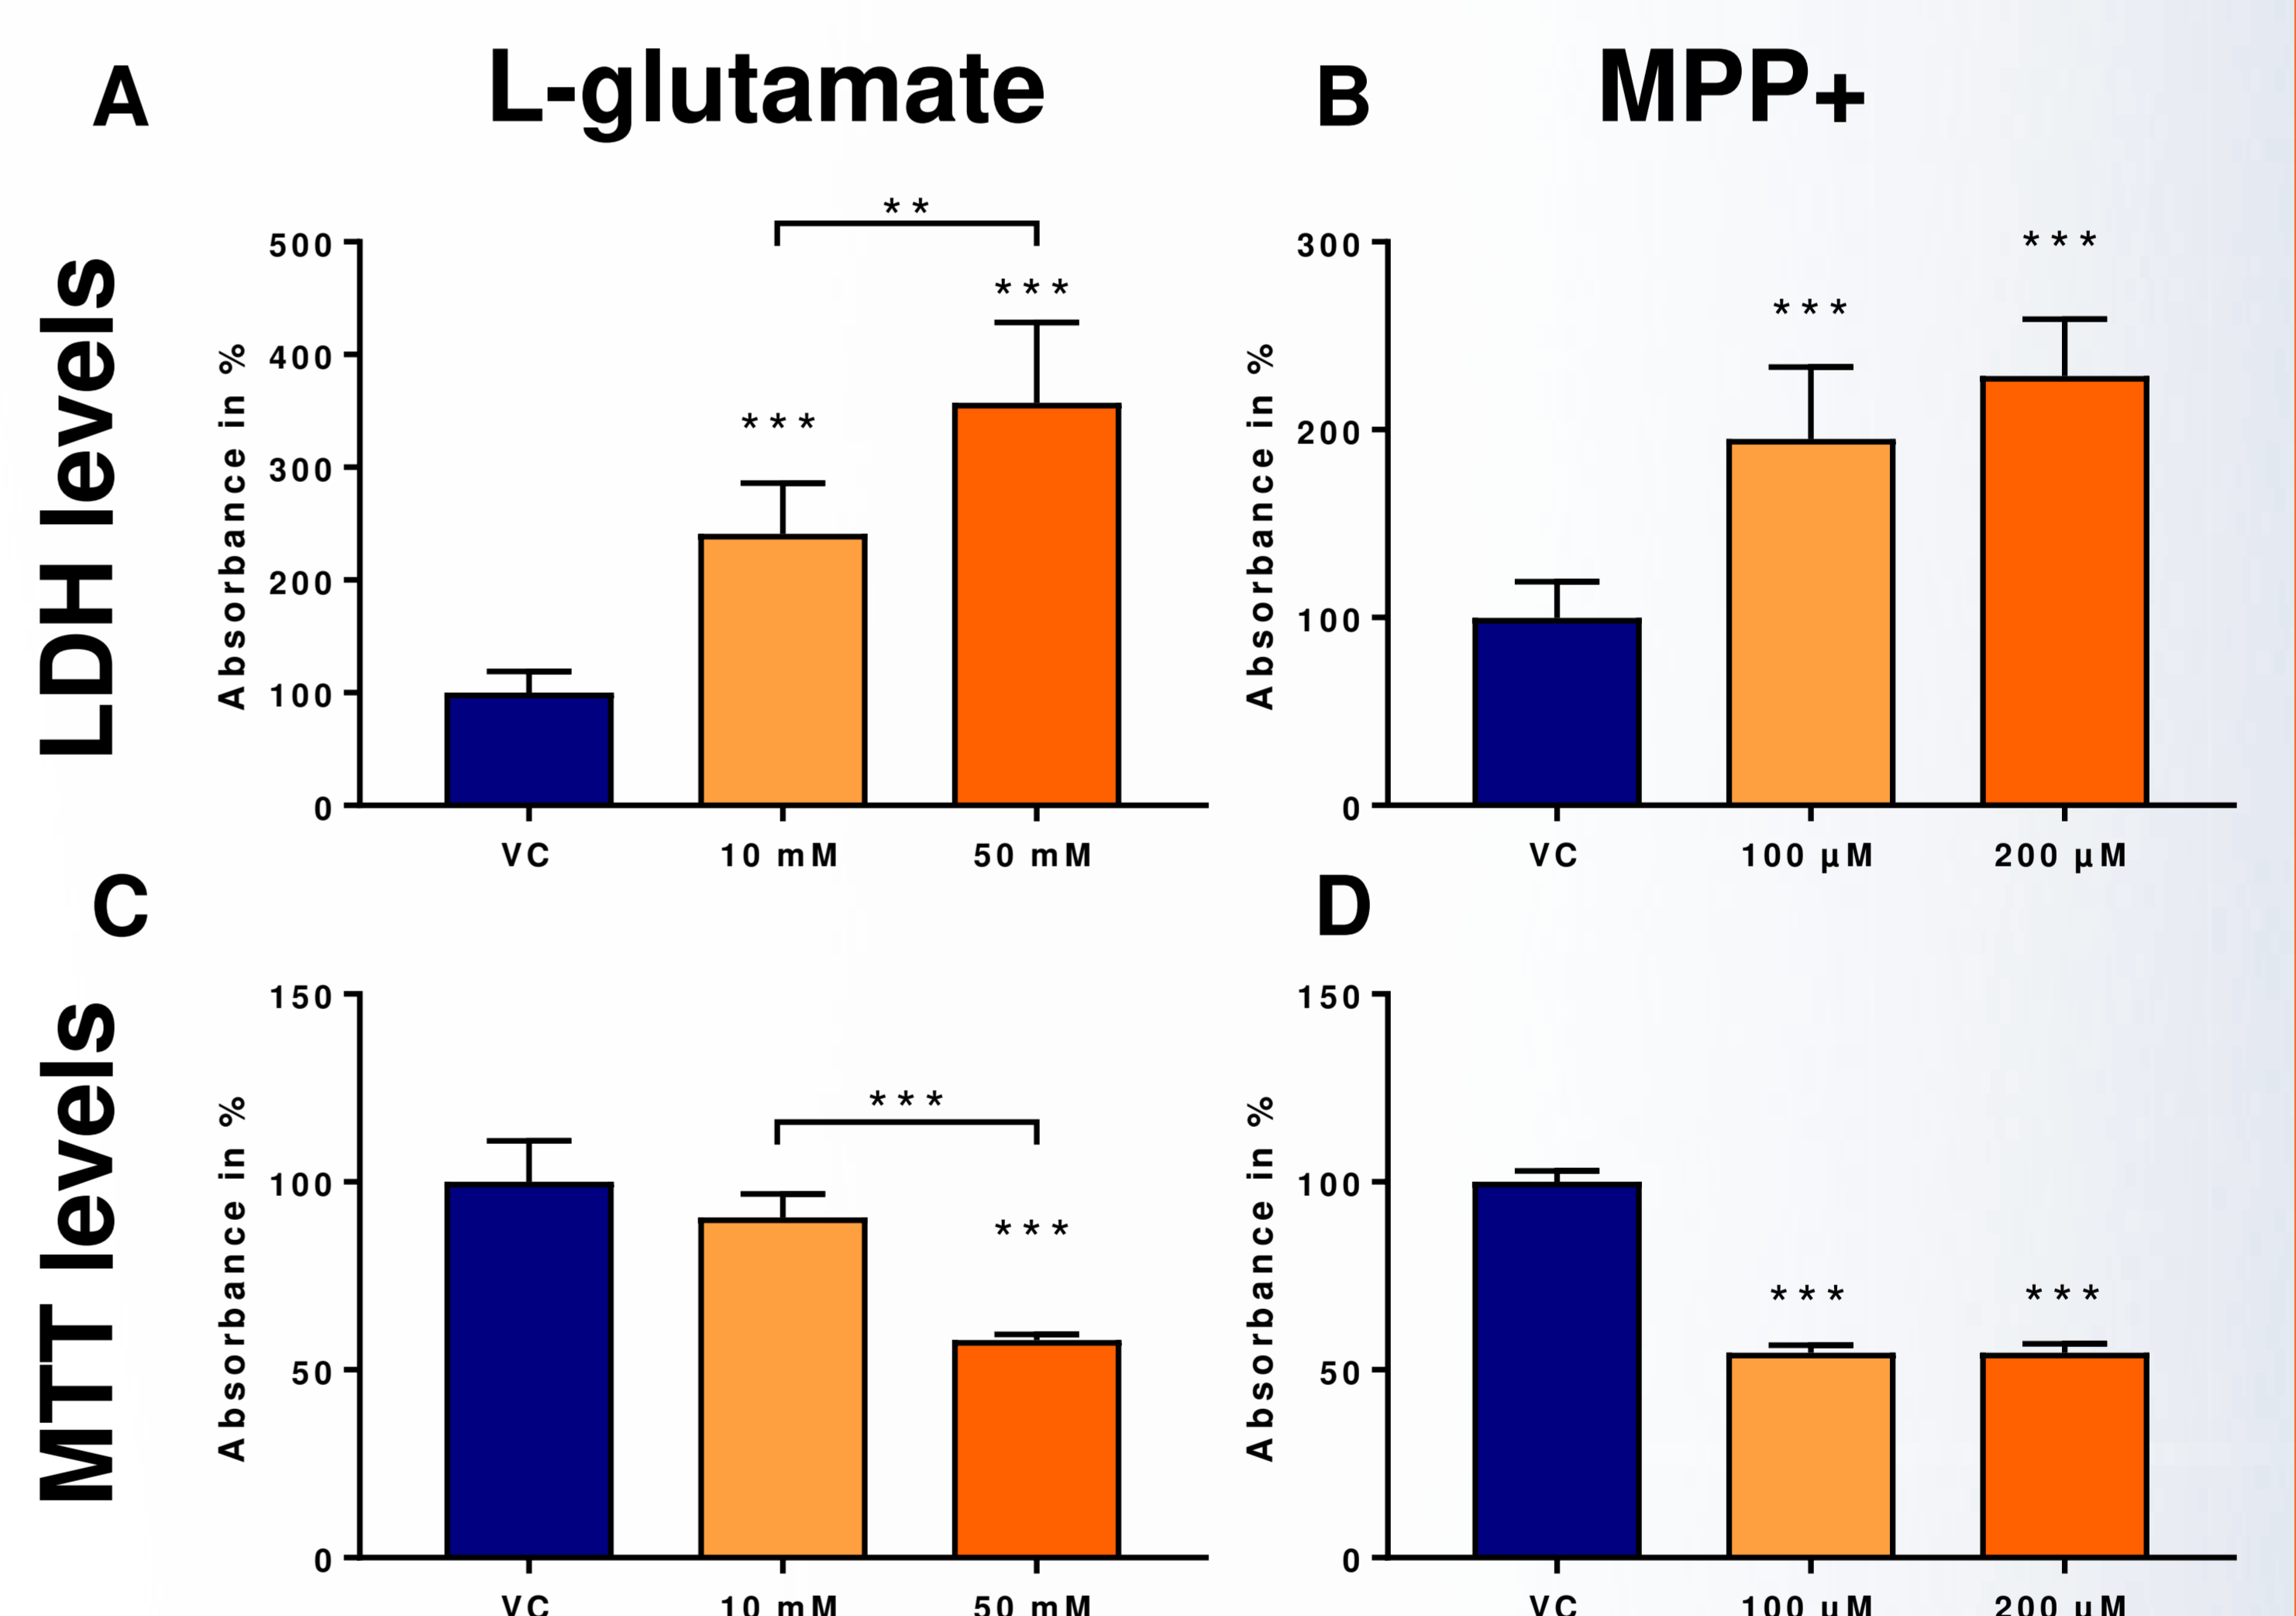 A L-glutamate B MPP+
LDH levels
Absorbance in %
**
500
400
300
200
100
0
***
***
VC 10 mM 50 mM
Absorbance in %
300
200
100
0
***
***
VC 100 µM 200 µM
C D
MTT levels
Absorbance in %
150
100
50
0
***
***
VC 10 mM 50 mM
Absorbance in %
150
100
50
0
***
***
VC 100 µM 200 µM